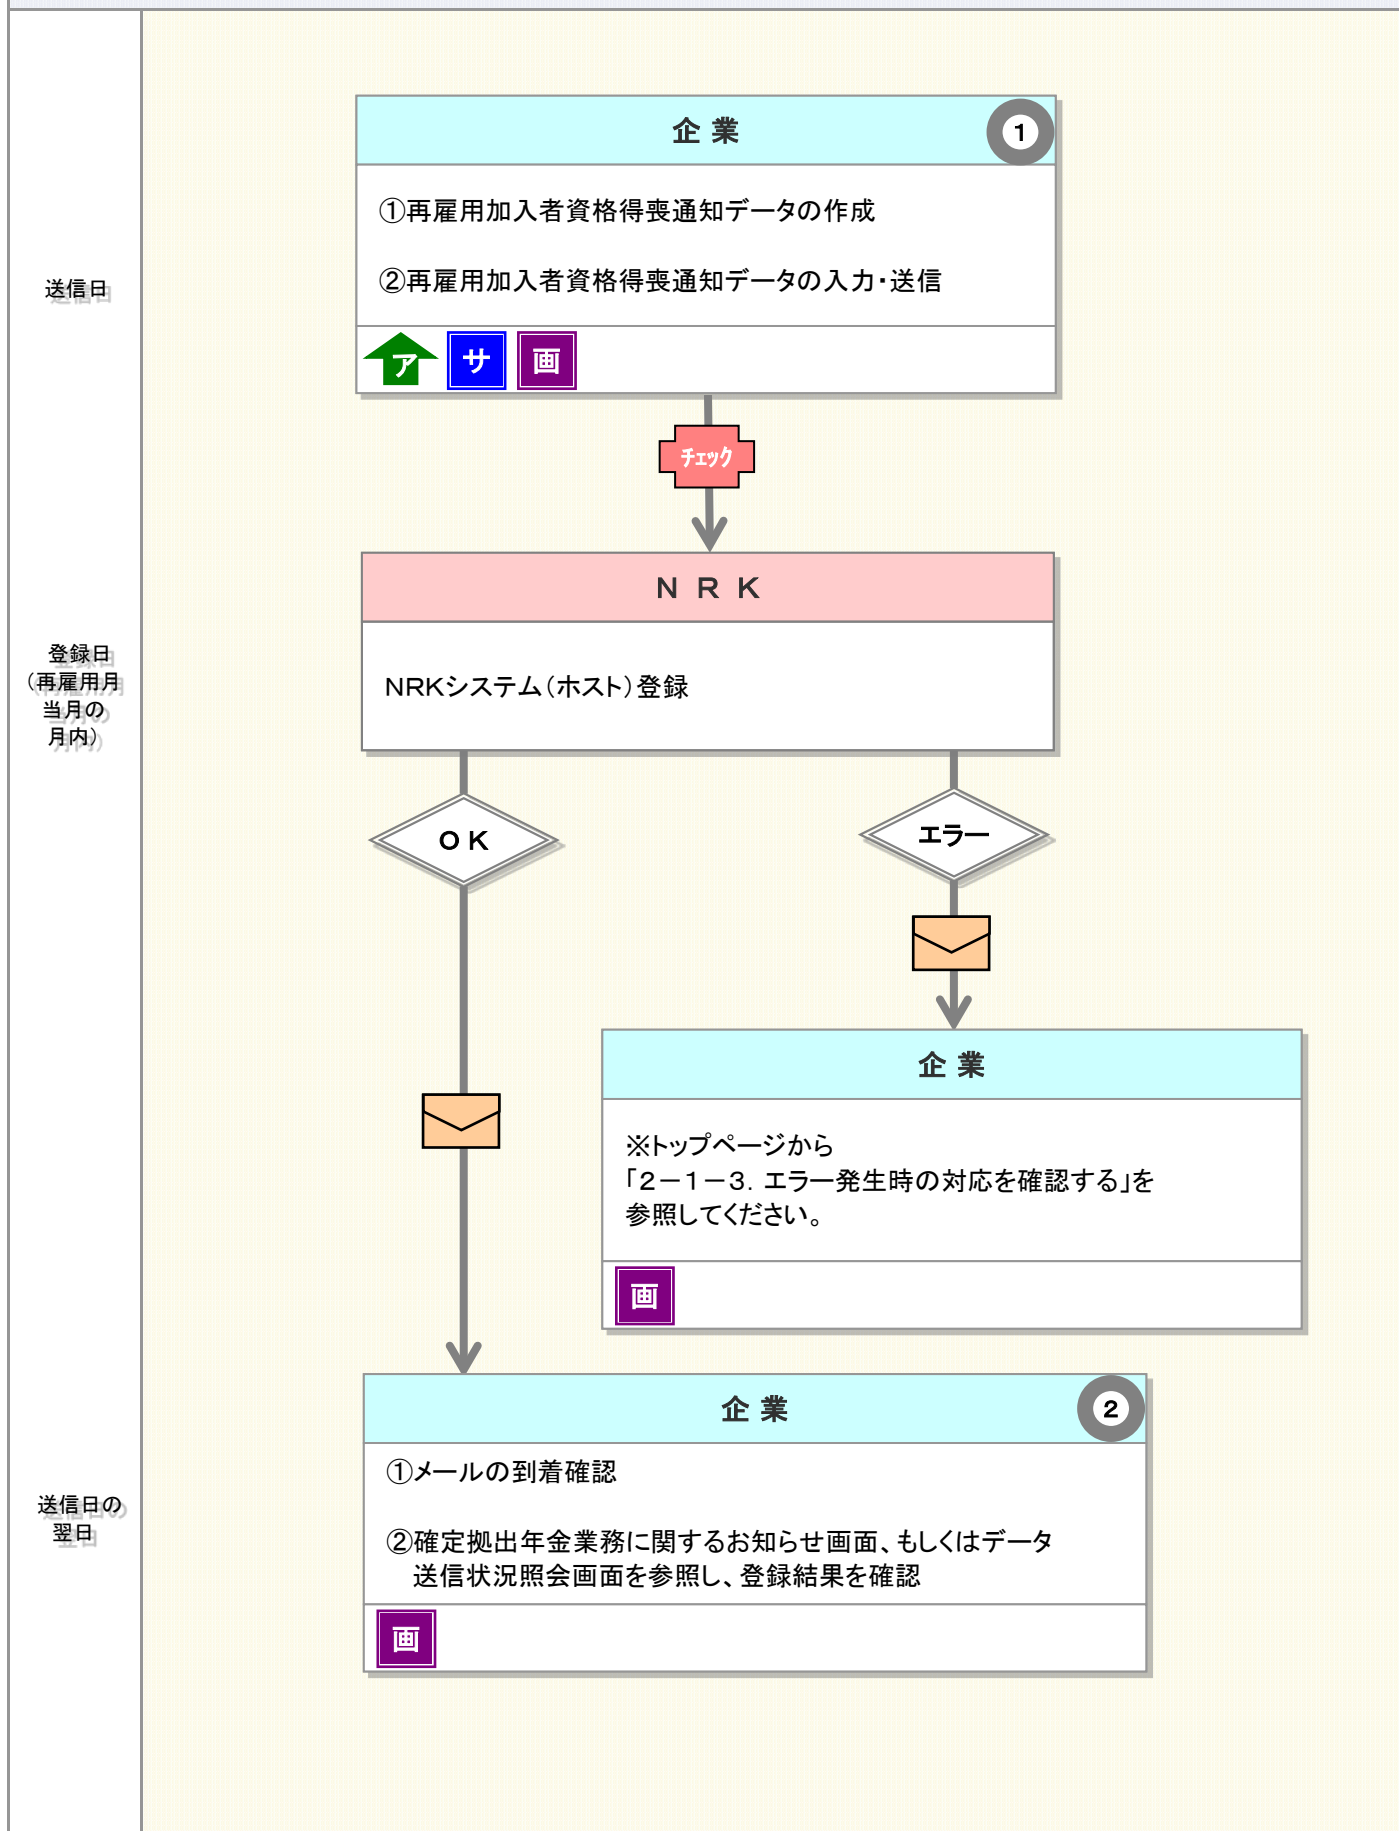 企 業
1
①再雇用加入者資格得喪通知データの作成
②再雇用加入者資格得喪通知データの入力・送信
送信日
ア
サ
画
チェック
N R K
NRKシステム(ホスト)登録
登録日
(再雇用月
当月の
月内)
OK
エラー
企 業
※トップページから
「2-1-3. エラー発生時の対応を確認する」を
参照してください。
画
企 業
2
①メールの到着確認
②確定拠出年金業務に関するお知らせ画面、もしくはデータ
送信状況照会画面を参照し、登録結果を確認
送信日の
翌日
画